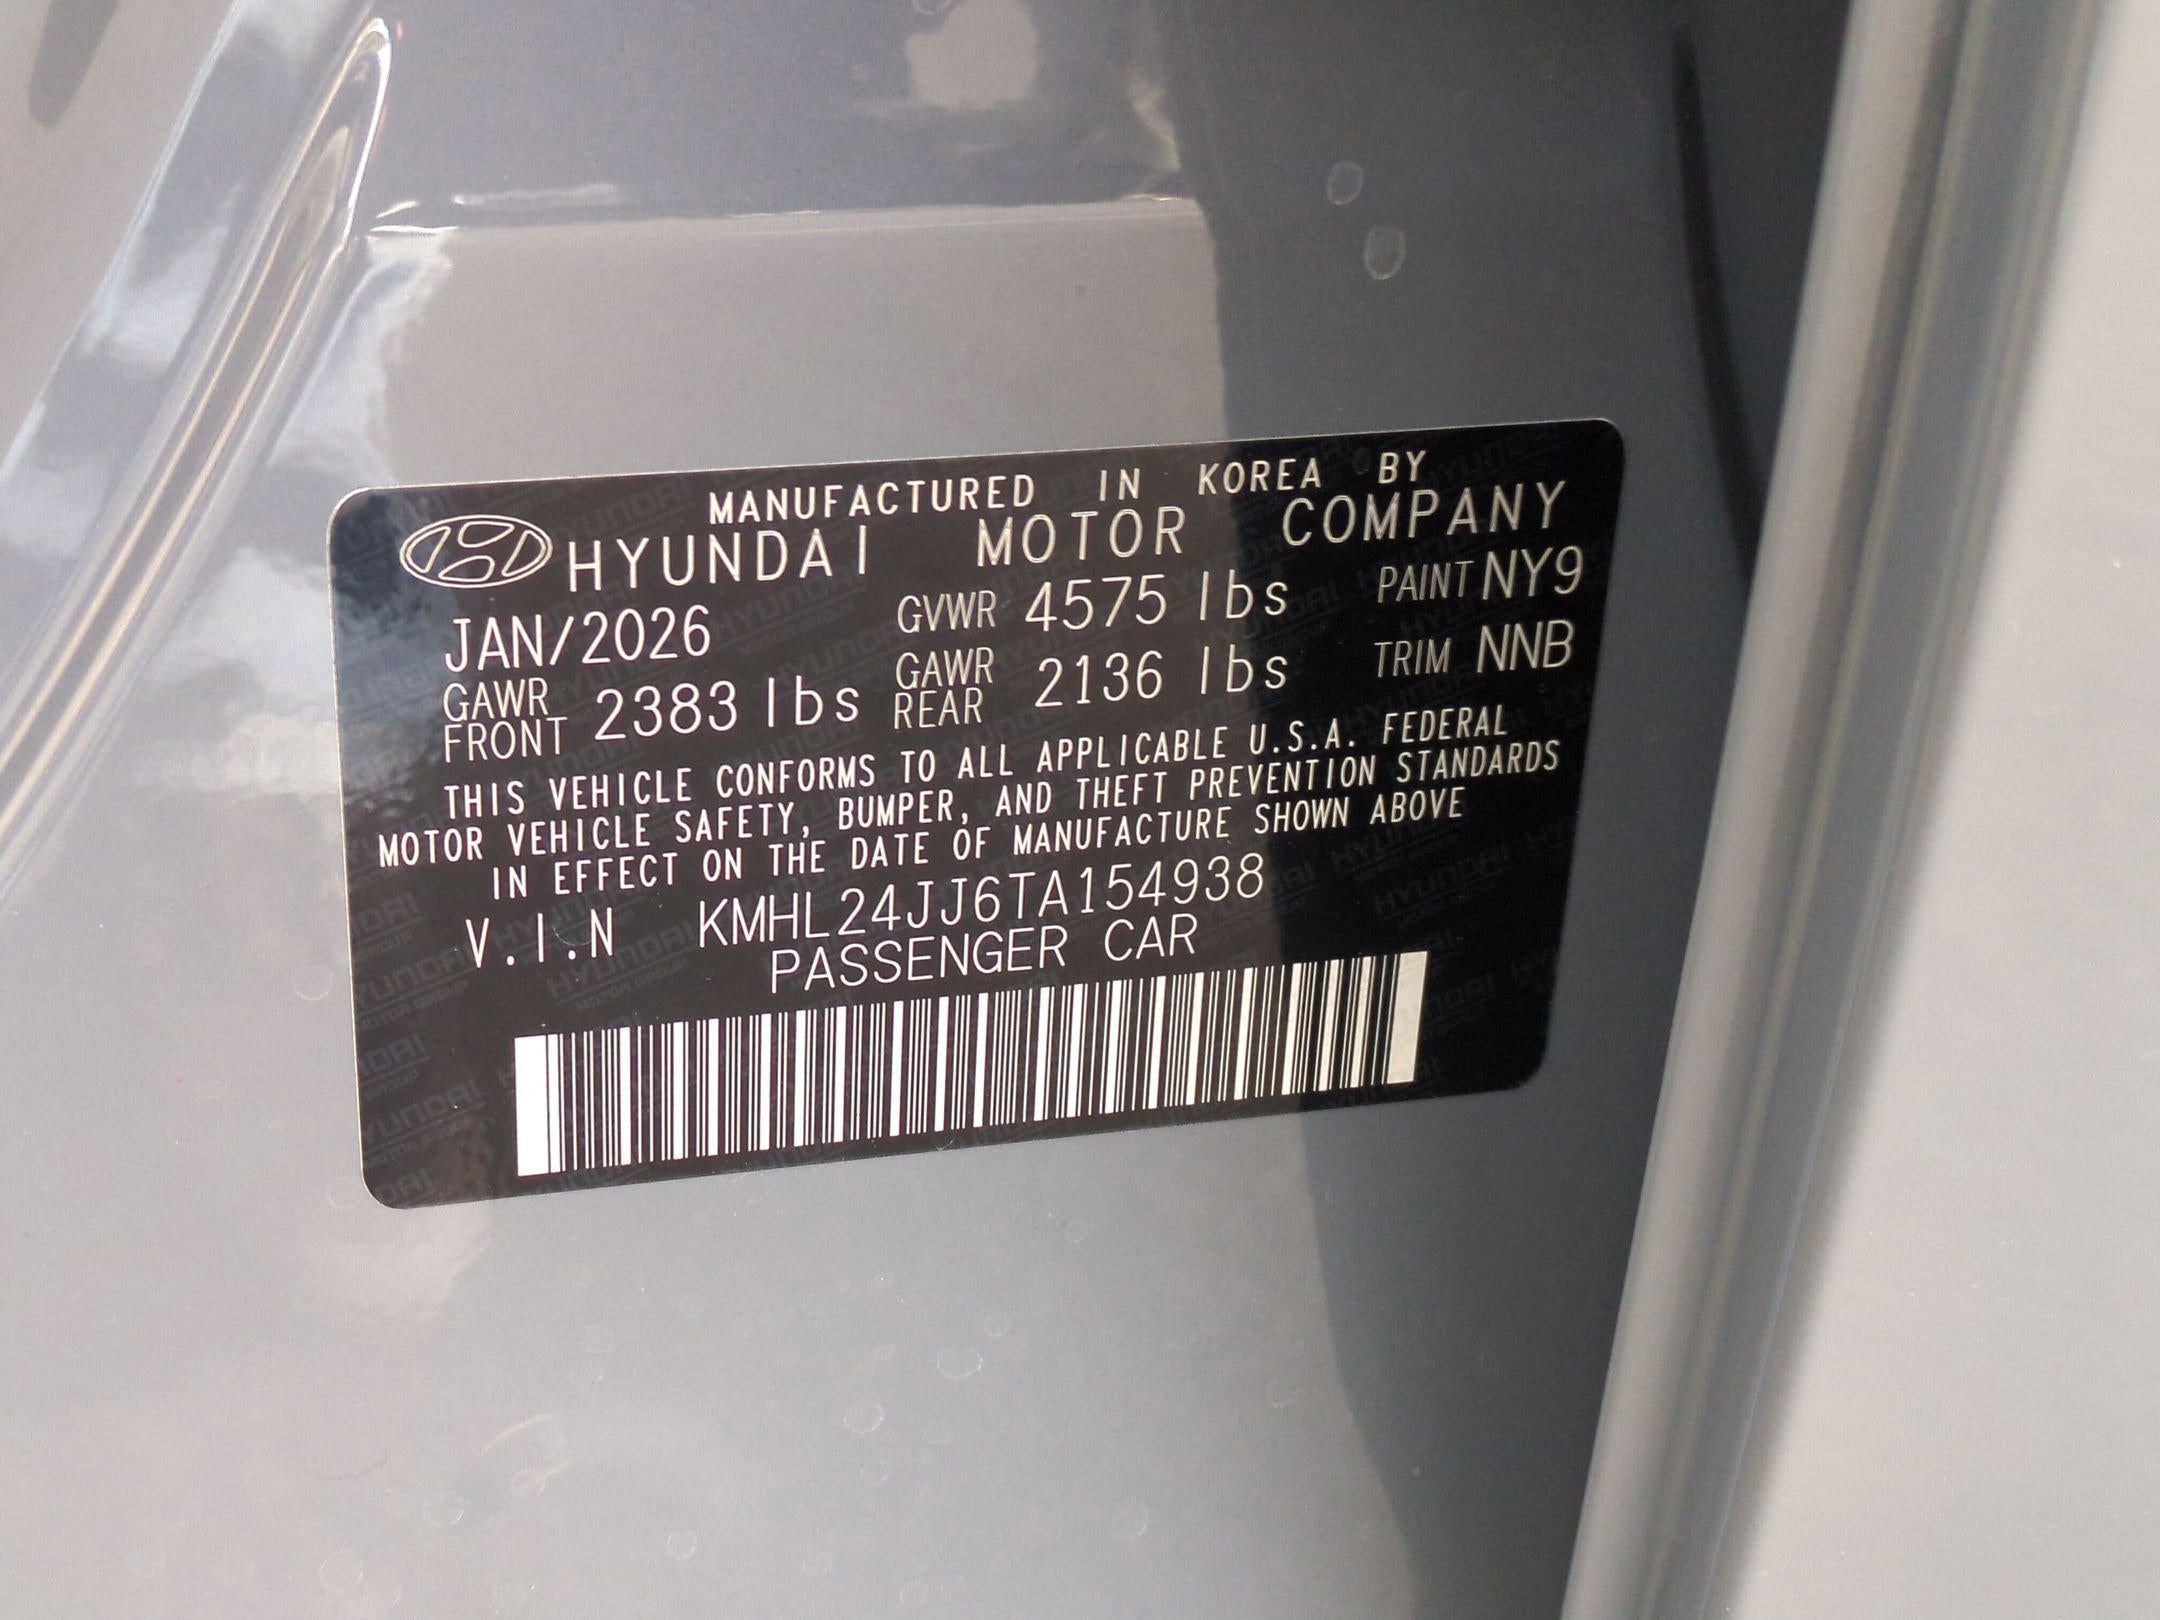 MANUFACTURED IN KOREA BY
HYUNDAI MOTOR COMPANY
JAN/2026 GVWR 4575 lbs PAINT NY9
GAWR FRONT 2383 lbs GAWR REAR 2136 lbs TRIM NNB
THIS VEHICLE CONFORMS TO ALL APPLICABLE U.S.A. FEDERAL
MOTOR VEHICLE SAFETY, BUMPER, AND THEFT PREVENTION STANDARDS
IN EFFECT ON THE DATE OF MANUFACTURE SHOWN ABOVE
V.I.N KMHL24JJ6TA154938
PASSENGER CAR